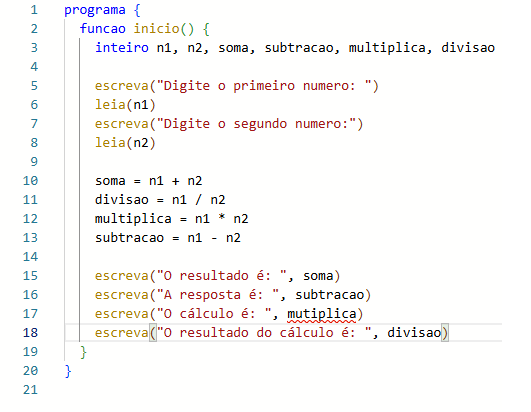 1 programa {
2 funcao inicio() {
3 inteiro n1, n2, soma, subtracao, multiplica, divisao
4
5 escreva("Digite o primeiro numero: ")
6 leia(n1)
7 escreva("Digite o segundo numero:")
8 leia(n2)
9
10 soma = n1 + n2
11 divisao = n1 / n2
12 multiplica = n1 * n2
13 subtracao = n1 - n2
14
15 escreva("O resultado é: ", soma)
16 escreva("A resposta é: ", subtracao)
17 escreva("O cálculo é: ", mutiplica)
18 escreva("O resultado do cálculo é: ", divisao)
19 }
20 }
21